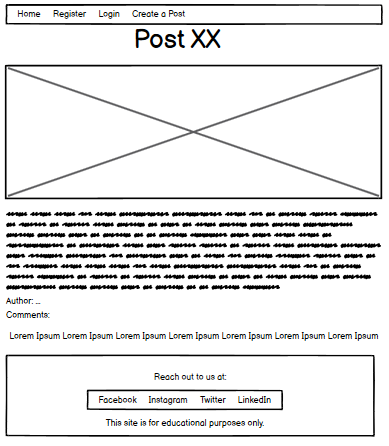 Home Register Login Create a Post
Post XX
Author: ...
Comments:
Lorem Ipsum Lorem Ipsum Lorem Ipsum Lorem Ipsum Lorem Ipsum Lorem Ipsum Lorem Ipsum
Reach out to us at:
Facebook Instagram Twitter LinkedIn
This site is for educational purposes only.